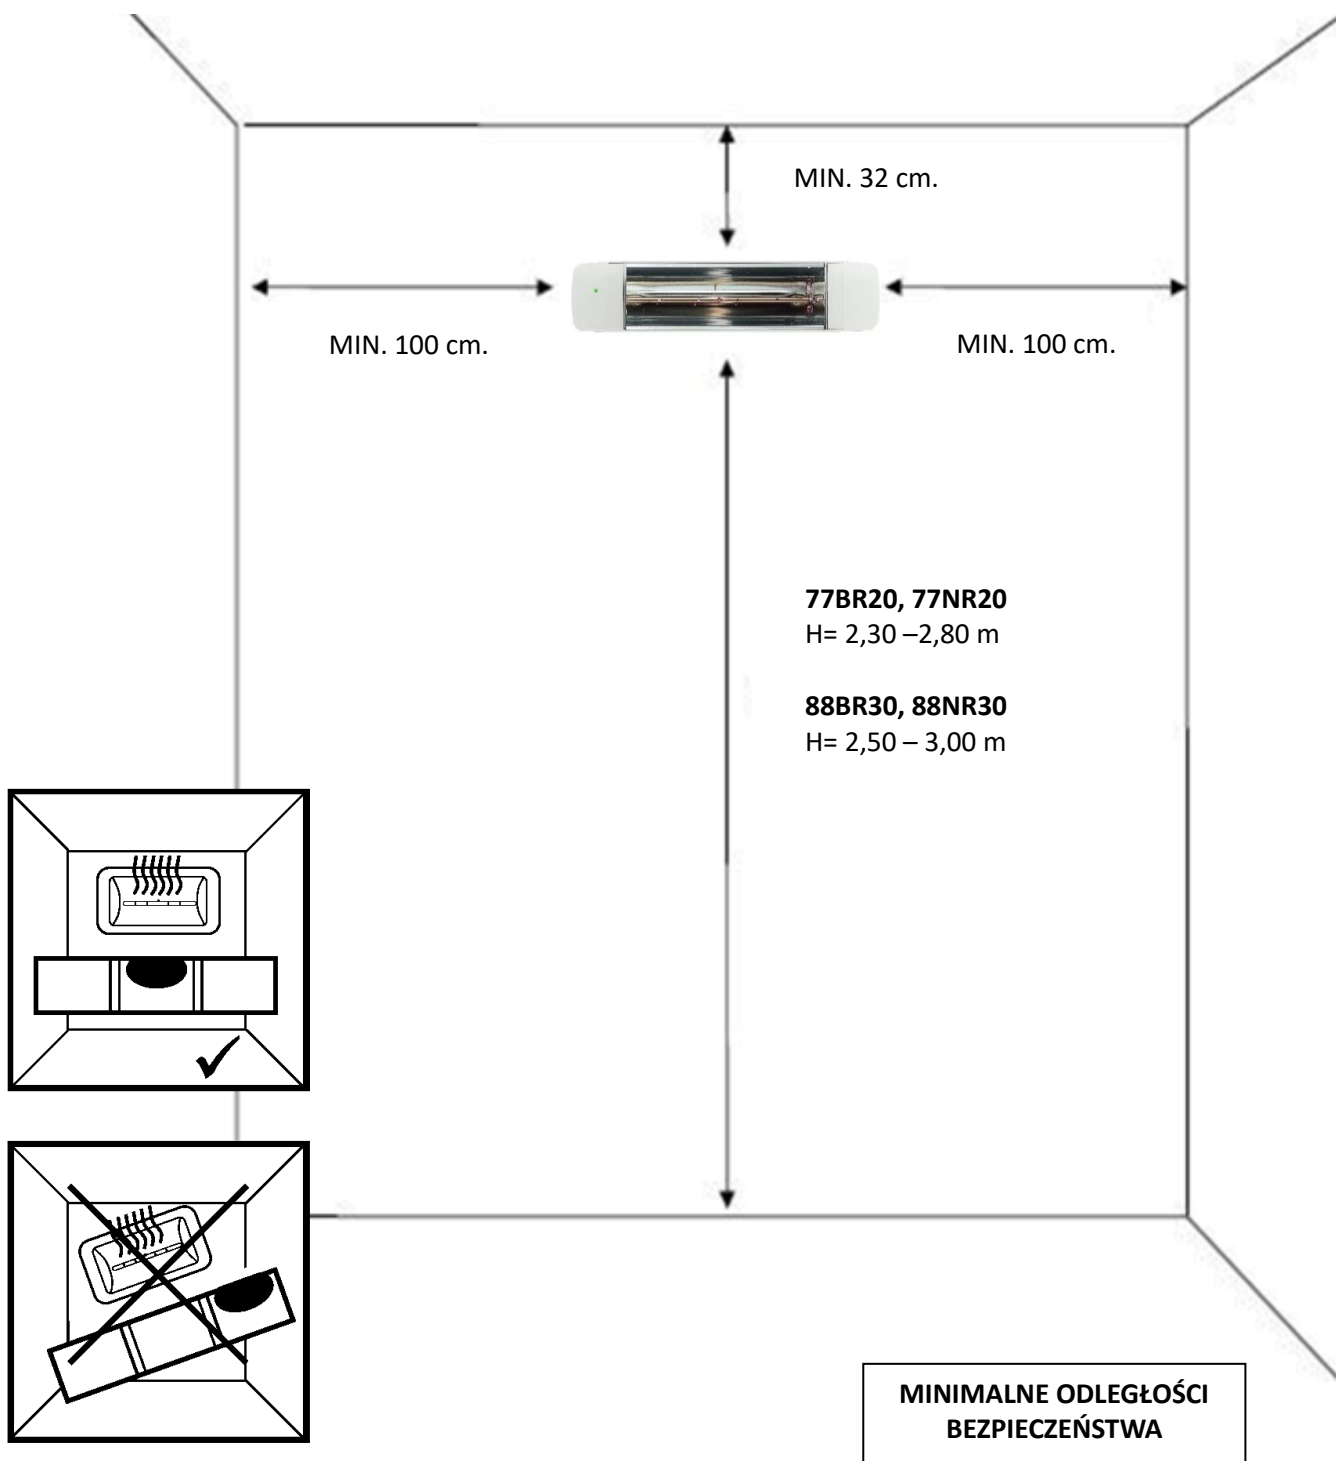 MIN. 32 cm.
MIN. 100 cm.
MIN. 100 cm.
77BR20, 77NR20
H= 2,30 –2,80 m
88BR30, 88NR30
H= 2,50 – 3,00 m
MINIMALNE ODLEGŁOŚCI
BEZPIECZEŃSTWA